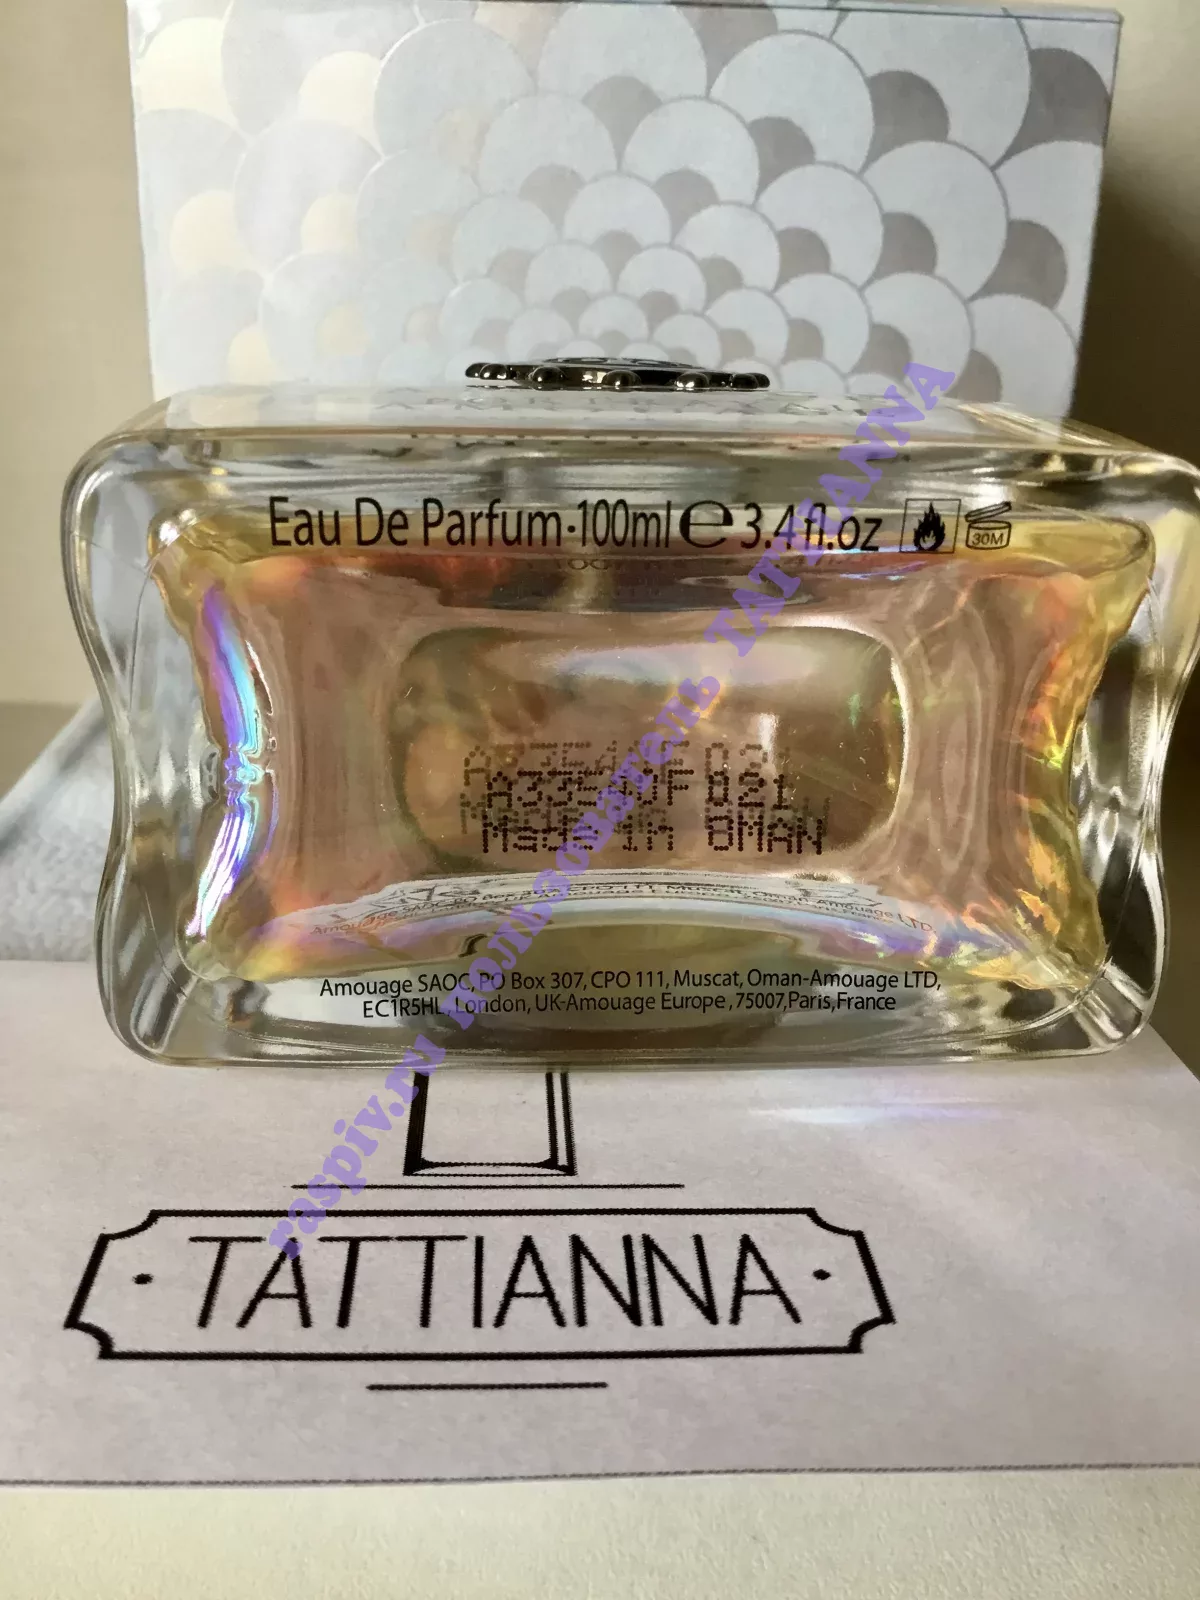 Eau De Parfum·100ml ℮ 3.4 fl.oz
30M
Made in OMAN
Amouage SAOC, PO Box 307, CPO 111, Muscat, Oman-Amouage LTD,
EC1R5HL, London, UK-Amouage Europe, 75007, Paris, France
raspiv.ru пользователь TATTIANNA
· TATTIANNA ·